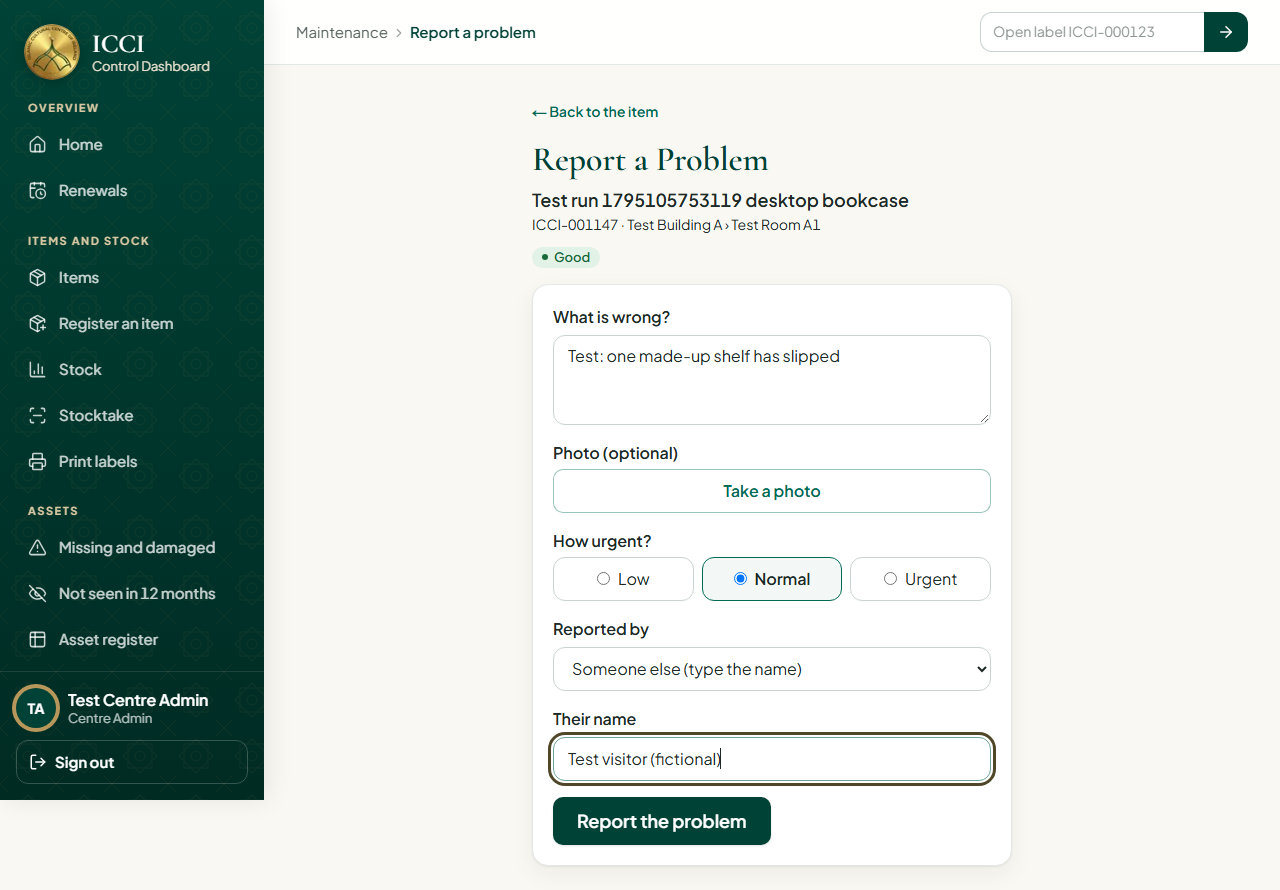 ICCI
Control Dashboard
OVERVIEW
Home
Renewals
ITEMS AND STOCK
Items
Register an item
Stock
Stocktake
Print labels
ASSETS
Missing and damaged
Not seen in 12 months
Asset register
TA
Test Centre Admin
Centre Admin
Sign out
Maintenance › Report a problem
Open label ICCI-000123
← Back to the item
Report a Problem
Test run 1795105753119 desktop bookcase
ICCI-001147 · Test Building A › Test Room A1
Good
What is wrong?
Test: one made-up shelf has slipped
Photo (optional)
Take a photo
How urgent?
Low
Normal
Urgent
Reported by
Someone else (type the name)
Their name
Test visitor (fictional)
Report the problem